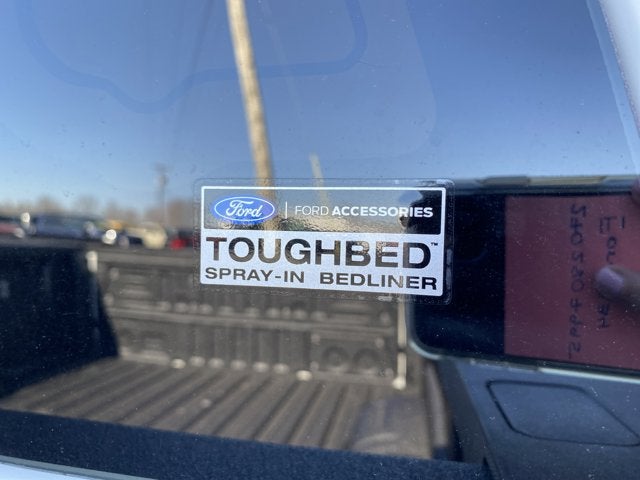 Ford | FORD ACCESSORIES
TOUGHBED™
SPRAY-IN BEDLINER